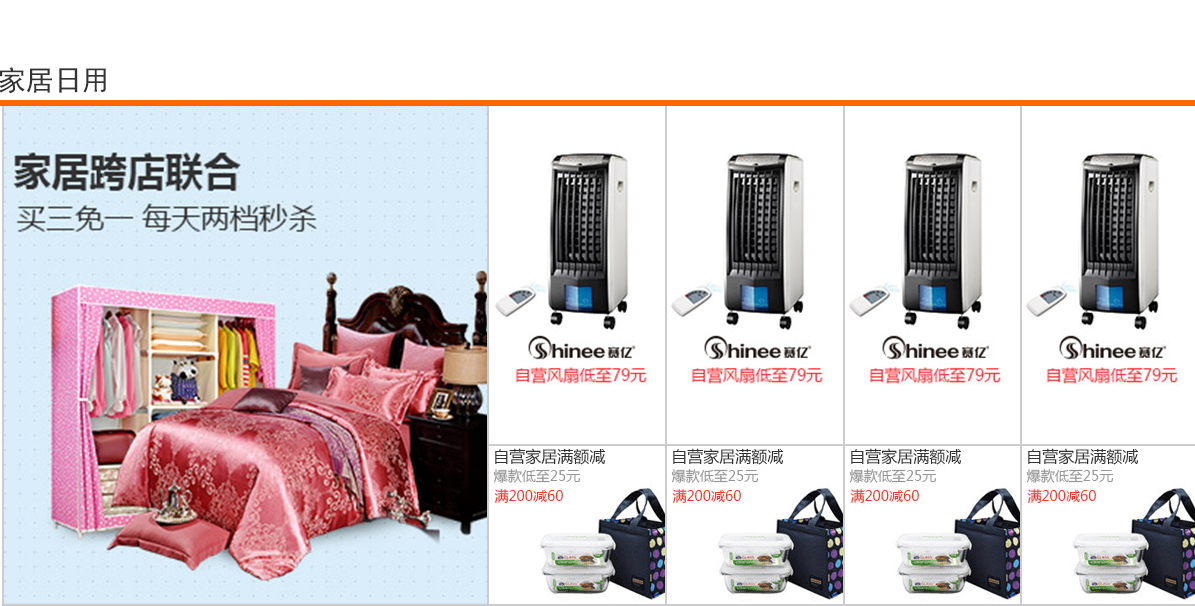 家居日用
家居跨店联合
买三免一 每天两档秒杀
Shinee 赛亿
自营风扇低至79元
Shinee 赛亿
自营风扇低至79元
Shinee 赛亿
自营风扇低至79元
Shinee 赛亿
自营风扇低至79元
自营家居满额减
爆款低至25元
满200减60
自营家居满额减
爆款低至25元
满200减60
自营家居满额减
爆款低至25元
满200减60
自营家居满额减
爆款低至25元
满200减60